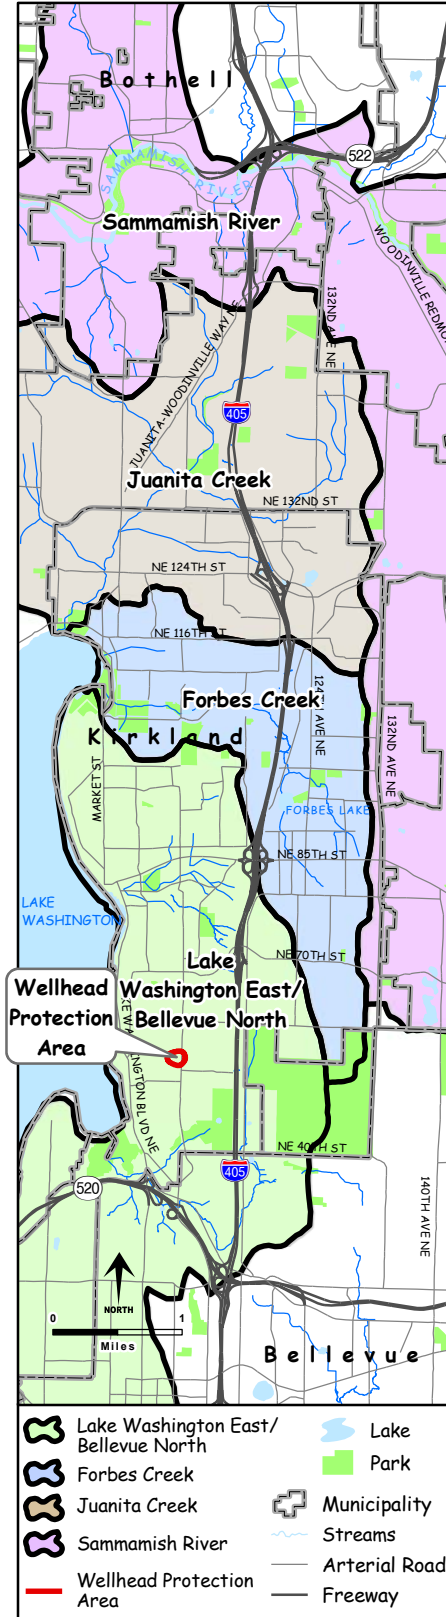 Bothell
522
SAMMAMISH RIVER
Sammamish River
WOODINVILLE REDMO
132ND AVE NE
JUANITA-WOODINVILLE WAY NE
405
Juanita Creek
NE 132ND ST
NE 124TH ST
NE 116TH ST
Forbes Creek
124TH AVE NE
Kirkland
132ND AVE NE
MARKET ST
FORBES LAKE
NE 85TH ST
LAKE
WASHINGTON
NE 70TH ST
Lake
Washington East/
Bellevue North
Wellhead
Protection
Area
INGTON BLVD NE
NE 40TH ST
405
520
140TH AVE NE
NORTH
0 1
Miles
Bellevue
Lake Washington East/
Bellevue North
Forbes Creek
Juanita Creek
Sammamish River
Wellhead Protection
Area
Lake
Park
Municipality
Streams
Arterial Road
Freeway